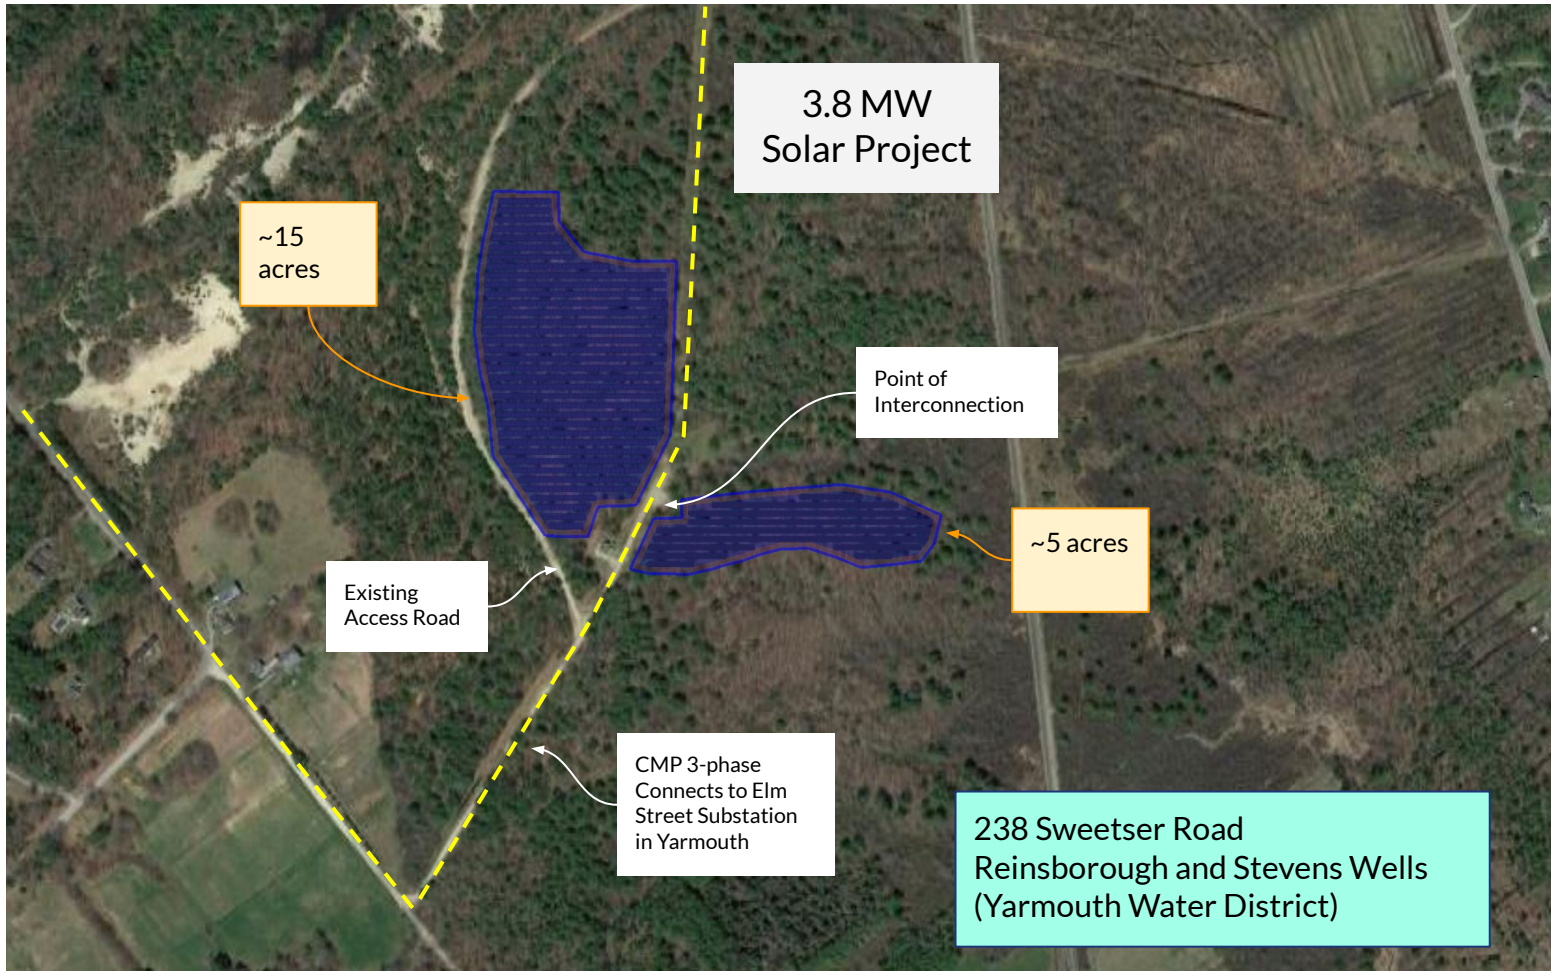 3.8 MW
Solar Project
~15
acres
Point of
Interconnection
~5 acres
Existing
Access Road
CMP 3-phase
Connects to Elm
Street Substation
in Yarmouth
238 Sweetser Road
Reinsborough and Stevens Wells
(Yarmouth Water District)